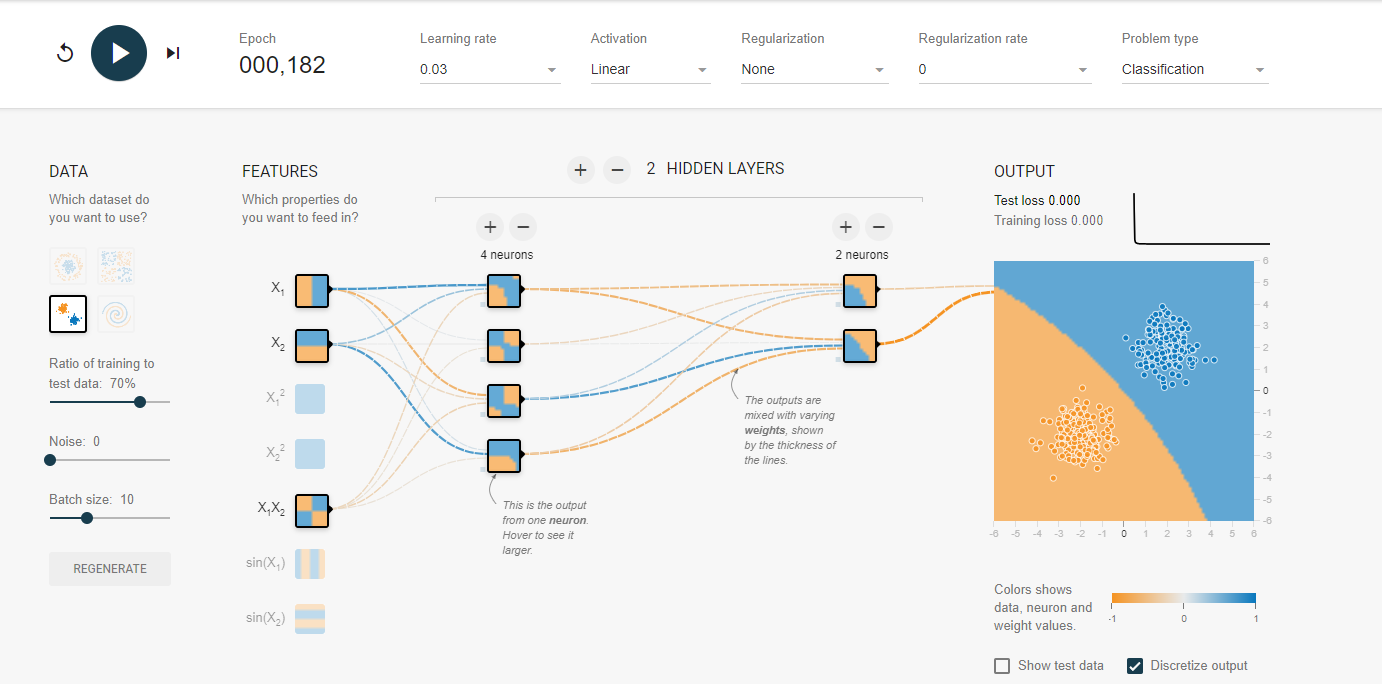 Epoch
000,182
Learning rate
0.03
Activation
Linear
Regularization
None
Regularization rate
0
Problem type
Classification
DATA
Which dataset do
you want to use?
Ratio of training to
test data: 70%
Noise: 0
Batch size: 10
REGENERATE
FEATURES
Which properties do
you want to feed in?
X₁
X₂
X₁²
X₂²
X₁X₂
sin(X₁)
sin(X₂)
+ − 2 HIDDEN LAYERS
+ −
4 neurons
+ −
2 neurons
This is the output
from one neuron.
Hover to see it
larger.
The outputs are
mixed with varying
weights, shown
by the thickness of
the lines.
OUTPUT
Test loss 0.000
Training loss 0.000
6
5
4
3
2
1
0
-1
-2
-3
-4
-5
-6
-6 -5 -4 -3 -2 -1 0 1 2 3 4 5 6
Colors shows
data, neuron and
weight values.
-1 0 1
Show test data
Discretize output